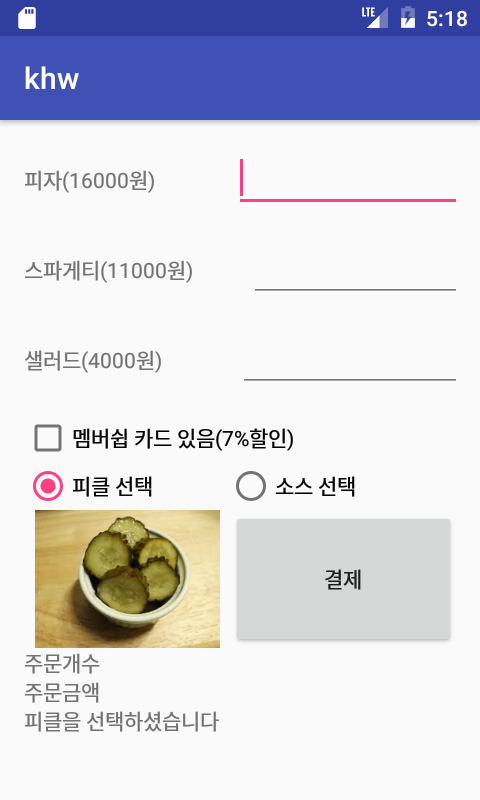 LTE 5:18
khw
피자(16000원)
스파게티(11000원)
샐러드(4000원)
멤버쉽 카드 있음(7%할인)
피클 선택 소스 선택
결제
주문개수
주문금액
피클을 선택하셨습니다